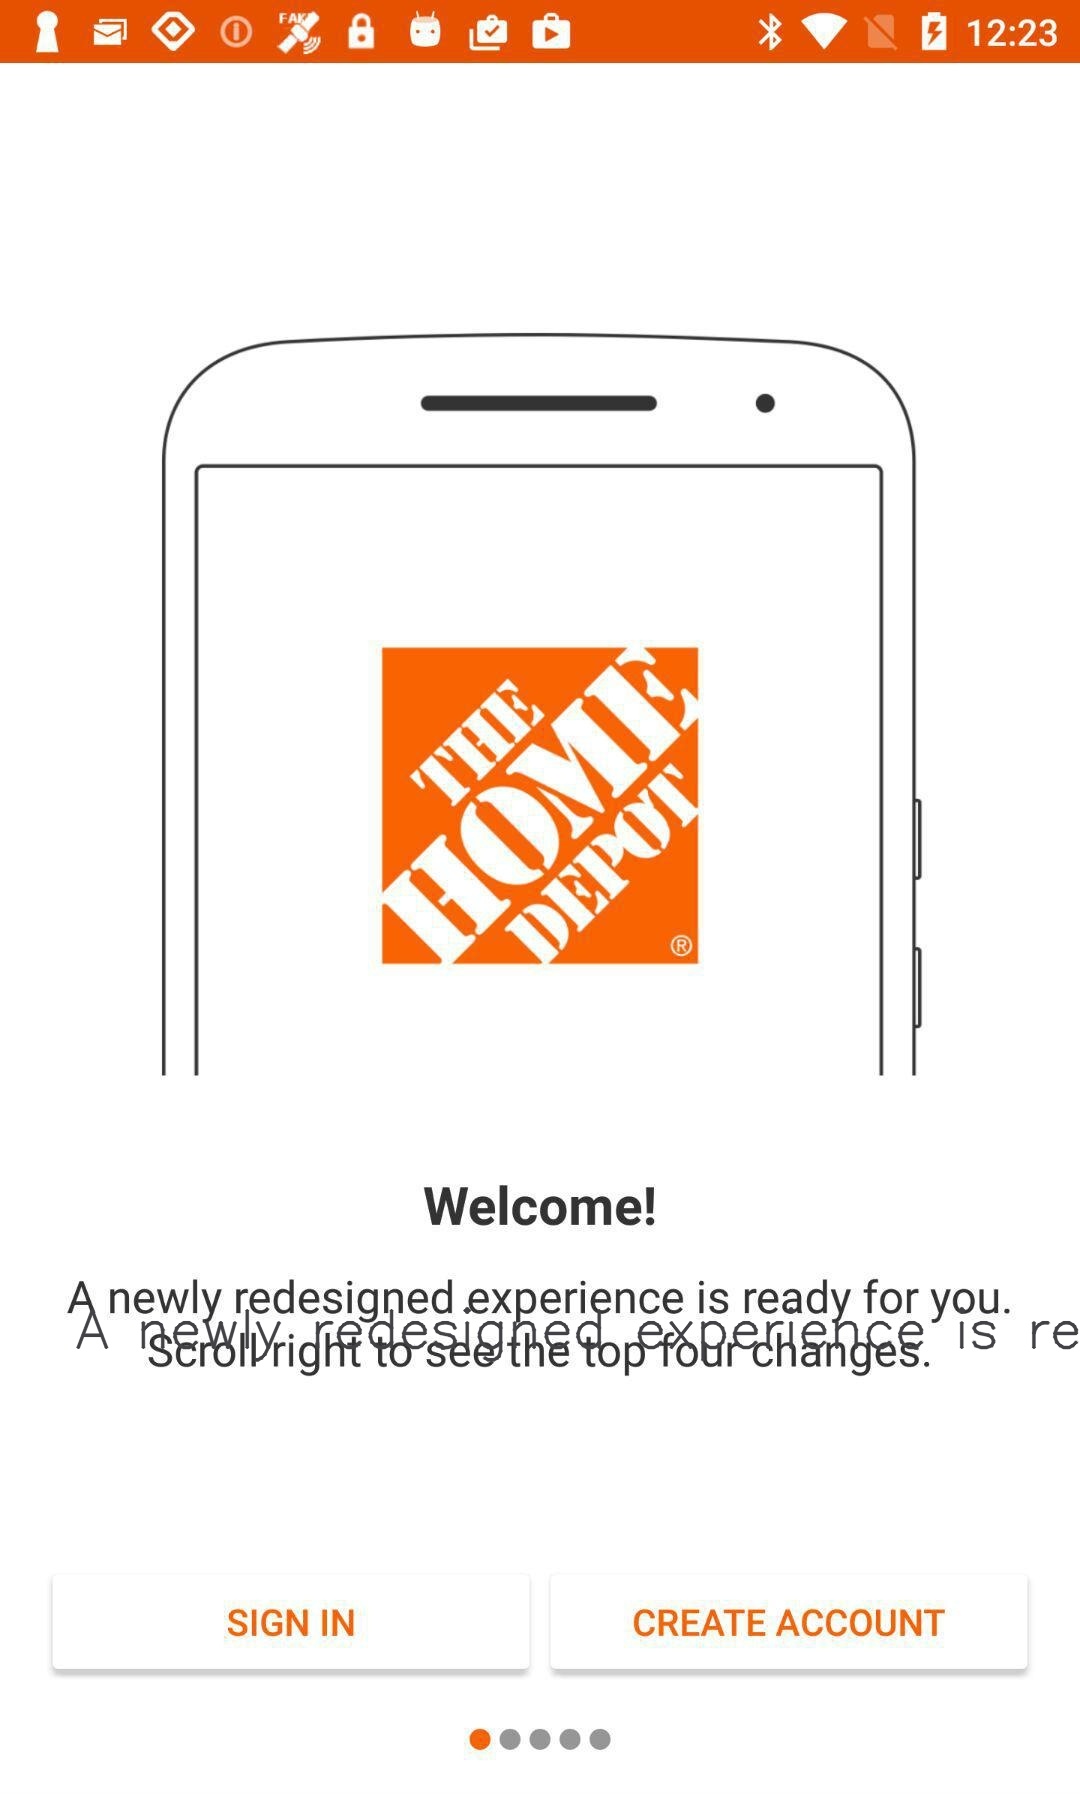 FAKE
12:23
THE
HOME
DEPOT
®
Welcome!
A newly redesigned experience is ready for you.
A newly redesigned experience is re
Scroll right to see the top four changes.
SIGN IN
CREATE ACCOUNT